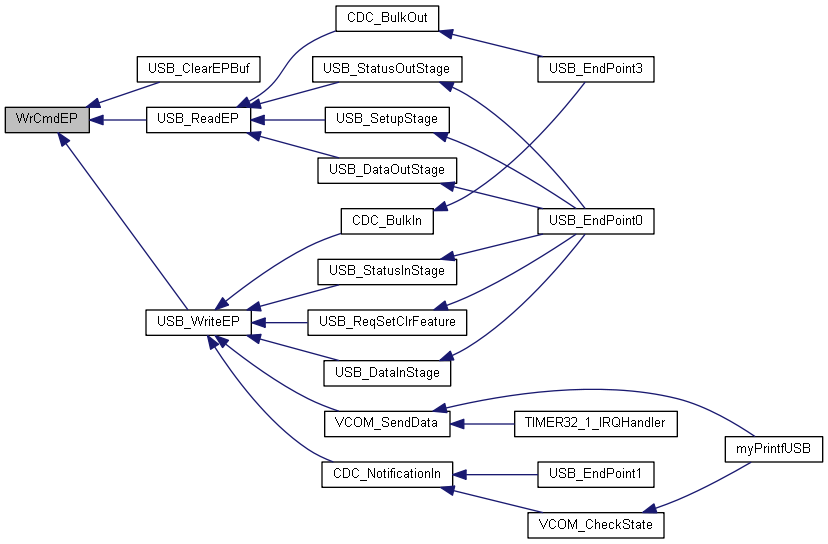 CDC_BulkOut
USB_ClearEPBuf
USB_StatusOutStage
USB_EndPoint3
WrCmdEP
USB_ReadEP
USB_SetupStage
USB_DataOutStage
CDC_BulkIn
USB_EndPoint0
USB_StatusInStage
USB_WriteEP
USB_ReqSetClrFeature
USB_DataInStage
VCOM_SendData
TIMER32_1_IRQHandler
myPrintfUSB
CDC_NotificationIn
USB_EndPoint1
VCOM_CheckState